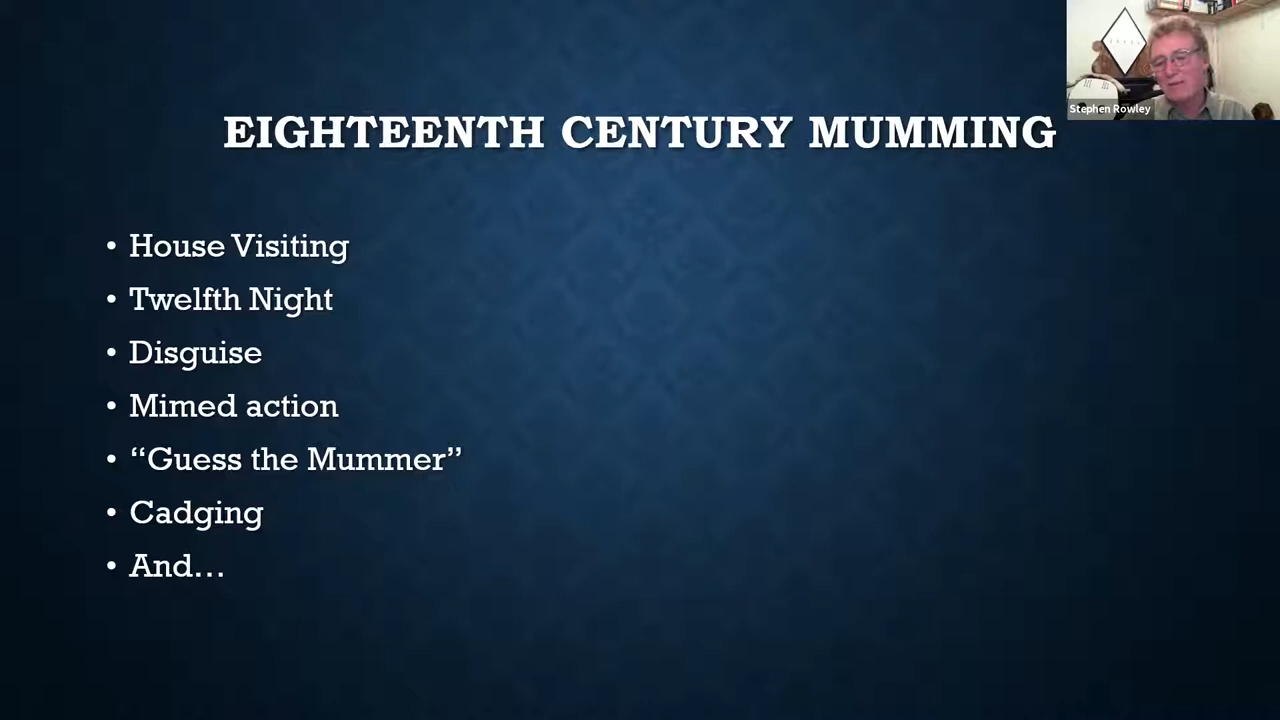 Stephen Rowley
EIGHTEENTH CENTURY MUMMING
• House Visiting
• Twelfth Night
• Disguise
• Mimed action
• “Guess the Mummer”
• Cadging
• And…